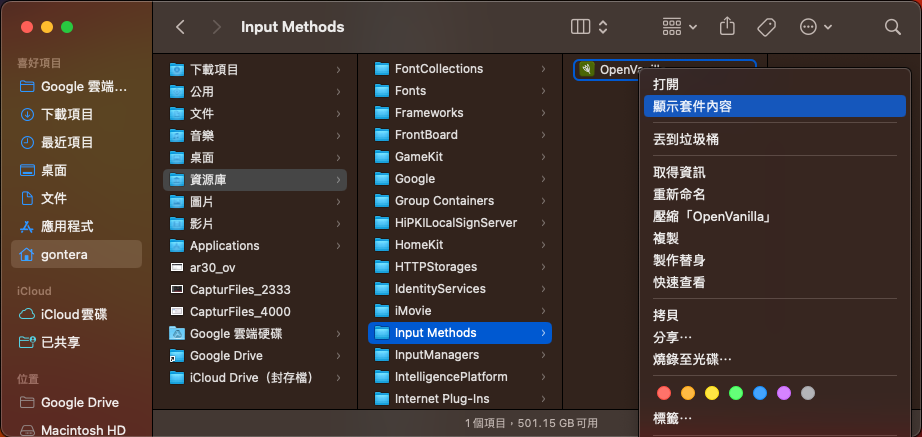 Input Methods
喜好項目
Google 雲端...
下載項目
最近項目
桌面
文件
應用程式
gontera
iCloud
iCloud雲碟
已共享
位置
Google Drive
Macintosh HD
下載項目
公用
文件
音樂
桌面
資源庫
圖片
影片
Applications
ar30_ov
CapturFiles_2333
CapturFiles_4000
Google 雲端硬碟
Google Drive
iCloud Drive（封存檔）
FontCollections
Fonts
Frameworks
FrontBoard
GameKit
Google
Group Containers
HiPKILocalSignServer
HomeKit
HTTPStorages
IdentityServices
iMovie
Input Methods
InputManagers
IntelligencePlatform
Internet Plug-Ins
打開
顯示套件內容
丟到垃圾桶
取得資訊
重新命名
壓縮「OpenVanilla」
複製
製作替身
快速查看
拷貝
分享⋯
燒錄至光碟⋯
標籤⋯
1個項目，501.15 GB可用